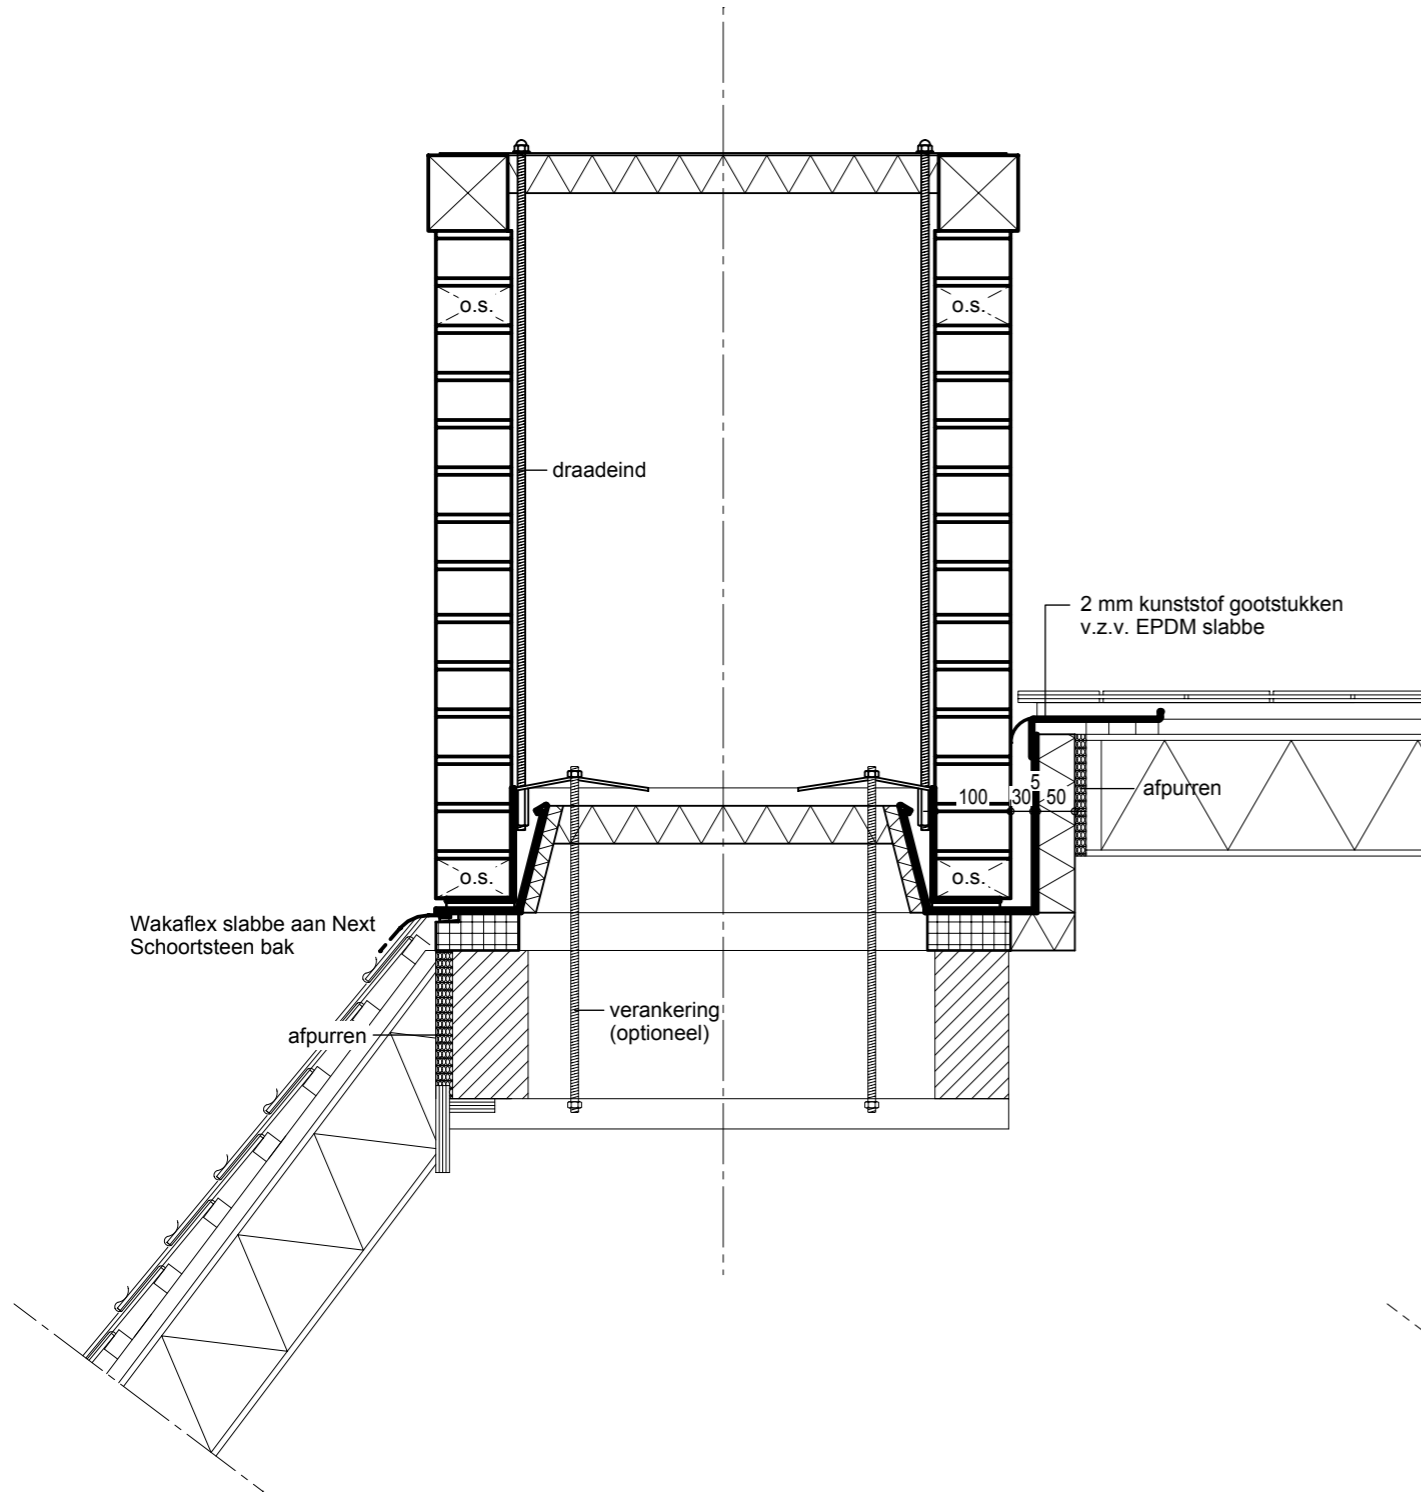 o.s.
o.s.
draadeind
2 mm kunststof gootstukken
v.z.v. EPDM slabbe
5
100
30
50
afpurren
o.s.
o.s.
Wakaflex slabbe aan Next
Schoortsteen bak
verankering
(optioneel)
afpurren